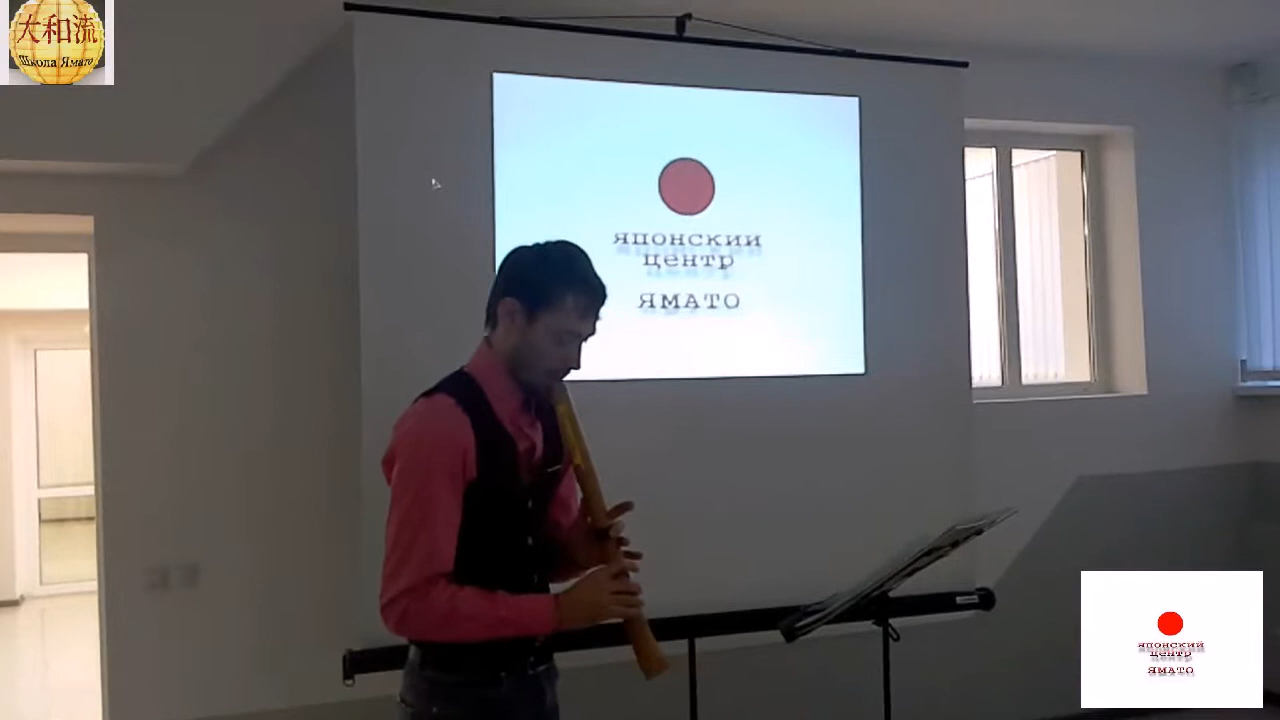 大和流
Школа Ямато
японский
центр
ЯМАТО
японский
центр
ЯМАТО